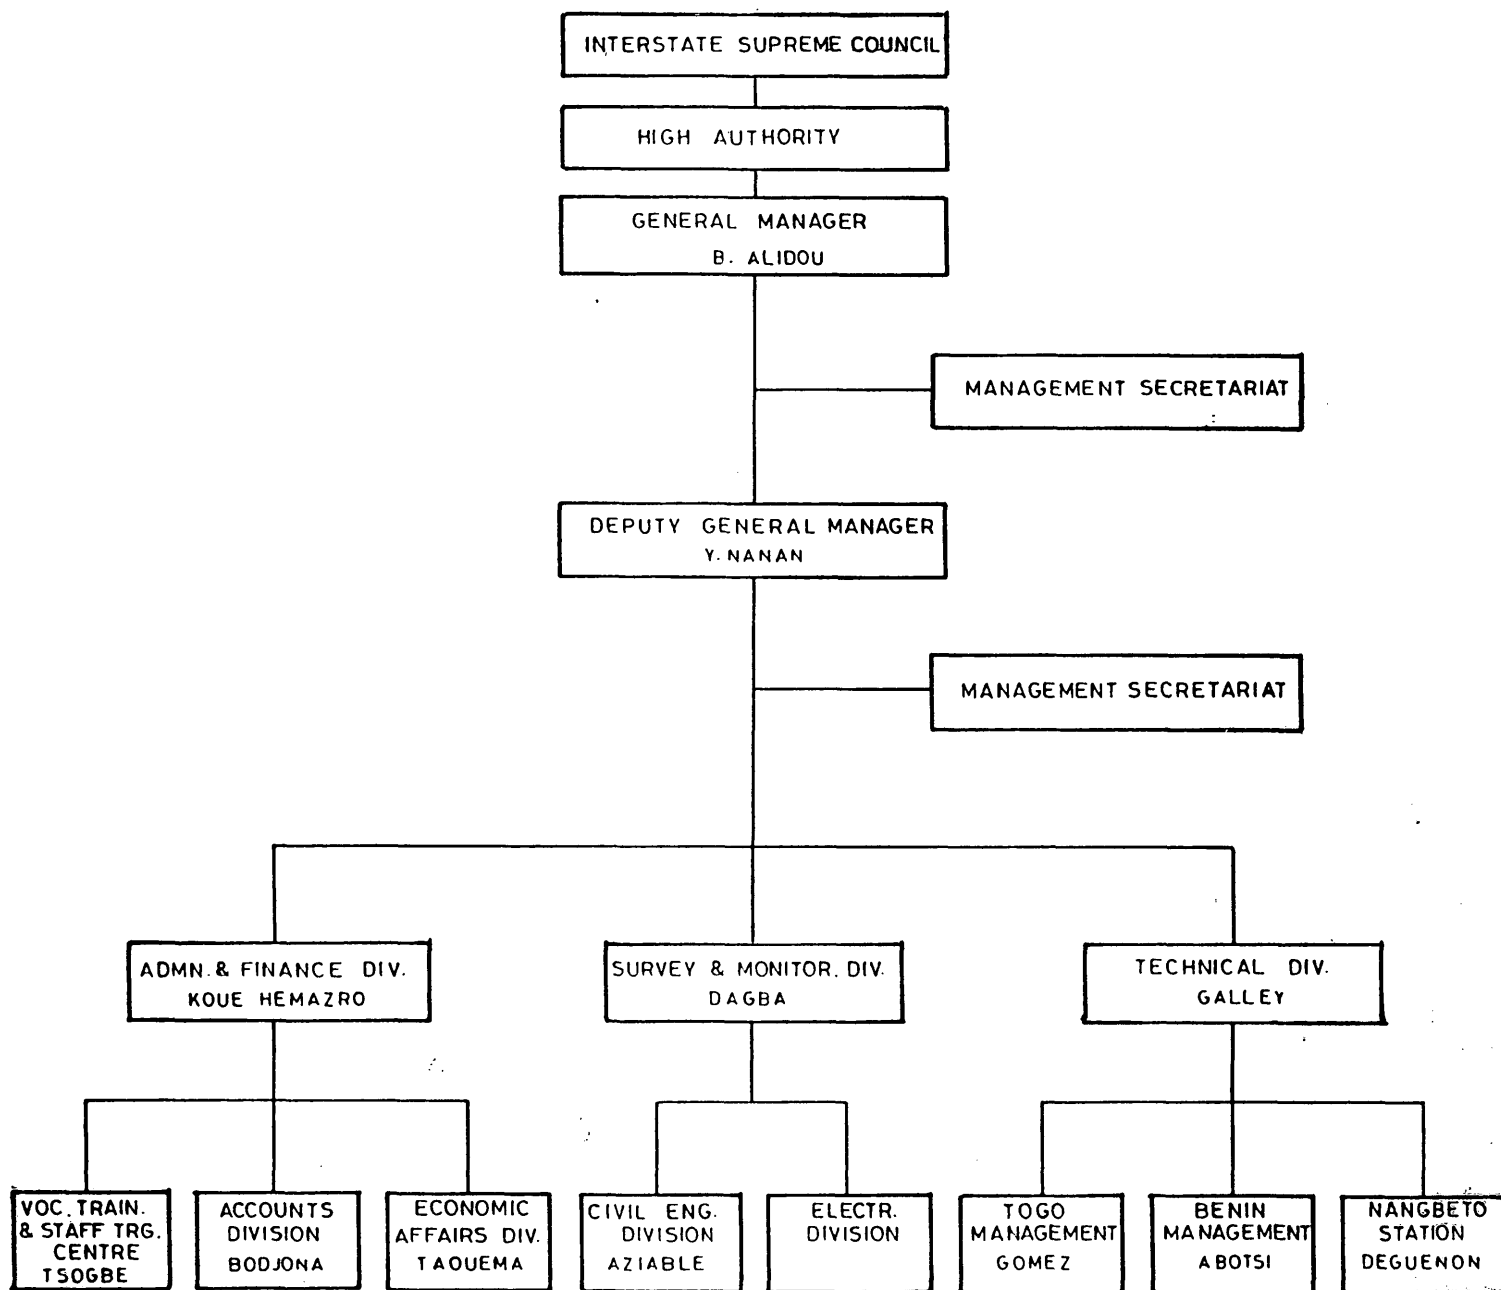 INTERSTATE SUPREME COUNCIL
HIGH AUTHORITY
GENERAL MANAGER
B. ALIDOU
MANAGEMENT SECRETARIAT
DEPUTY GENERAL MANAGER
Y. NANAN
MANAGEMENT SECRETARIAT
ADMN. & FINANCE DIV.
KOUE HEMAZRO
SURVEY & MONITOR. DIV.
DAGBA
TECHNICAL DIV.
GALLEY
VOC. TRAIN.
& STAFF TRG.
CENTRE
TSOGBE
ACCOUNTS
DIVISION
BODJONA
ECONOMIC
AFFAIRS DIV.
TAOUEMA
CIVIL ENG.
DIVISION
AZIABLE
ELECTR.
DIVISION
TOGO
MANAGEMENT
GOMEZ
BENIN
MANAGEMENT
ABOTSI
NANGBETO
STATION
DEGUENON